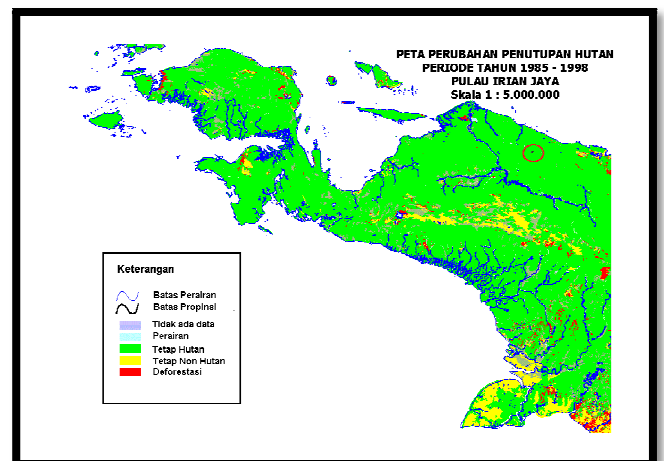 PETA PERUBAHAN PENUTUPAN HUTAN
PERIODE TAHUN 1985 - 1998
PULAU IRIAN JAYA
Skala 1 : 5.000.000
Keterangan
Batas Perairan
Batas Propinsi
Tidak ada data
Perairan
Tetap Hutan
Tetap Non Hutan
Deforestasi